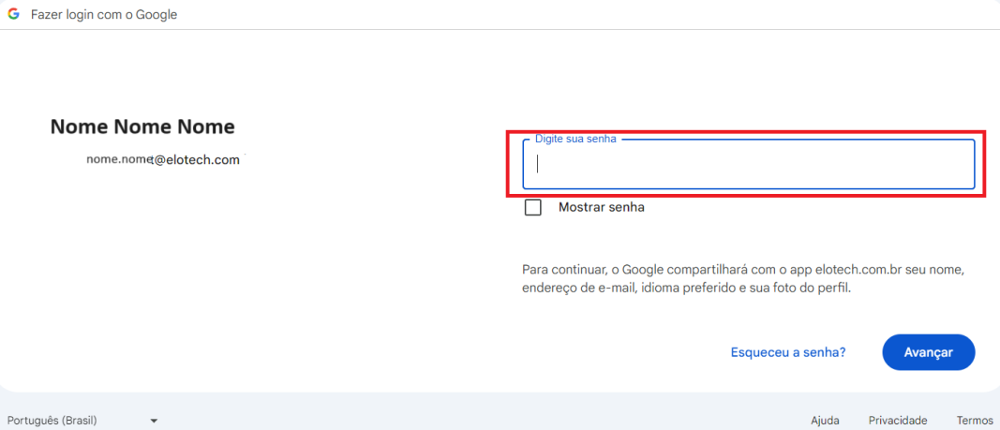 Fazer login com o Google
Nome Nome Nome
nome.nomet@elotech.com
Digite sua senha
Mostrar senha
Para continuar, o Google compartilhará com o app elotech.com.br seu nome,
endereço de e-mail, idioma preferido e sua foto do perfil.
Esqueceu a senha?
Avançar
Português (Brasil)
Ajuda
Privacidade
Termos